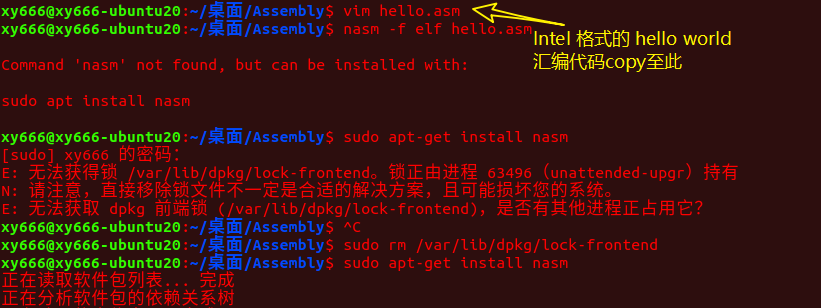 xy666@xy666-ubuntu20:~/桌面/Assembly$ vim hello.asm
xy666@xy666-ubuntu20:~/桌面/Assembly$ nasm -f elf hello.asm
Intel 格式的 hello world
汇编代码copy至此
Command 'nasm' not found, but can be installed with:
sudo apt install nasm
xy666@xy666-ubuntu20:~/桌面/Assembly$ sudo apt-get install nasm
[sudo] xy666 的密码：
E: 无法获得锁 /var/lib/dpkg/lock-frontend。锁正由进程 63496（unattended-upgr）持有
N: 请注意，直接移除锁文件不一定是合适的解决方案，且可能损坏您的系统。
E: 无法获取 dpkg 前端锁 (/var/lib/dpkg/lock-frontend)，是否有其他进程正占用它？
xy666@xy666-ubuntu20:~/桌面/Assembly$ ^C
xy666@xy666-ubuntu20:~/桌面/Assembly$ sudo rm /var/lib/dpkg/lock-frontend
xy666@xy666-ubuntu20:~/桌面/Assembly$ sudo apt-get install nasm
正在读取软件包列表... 完成
正在分析软件包的依赖关系树